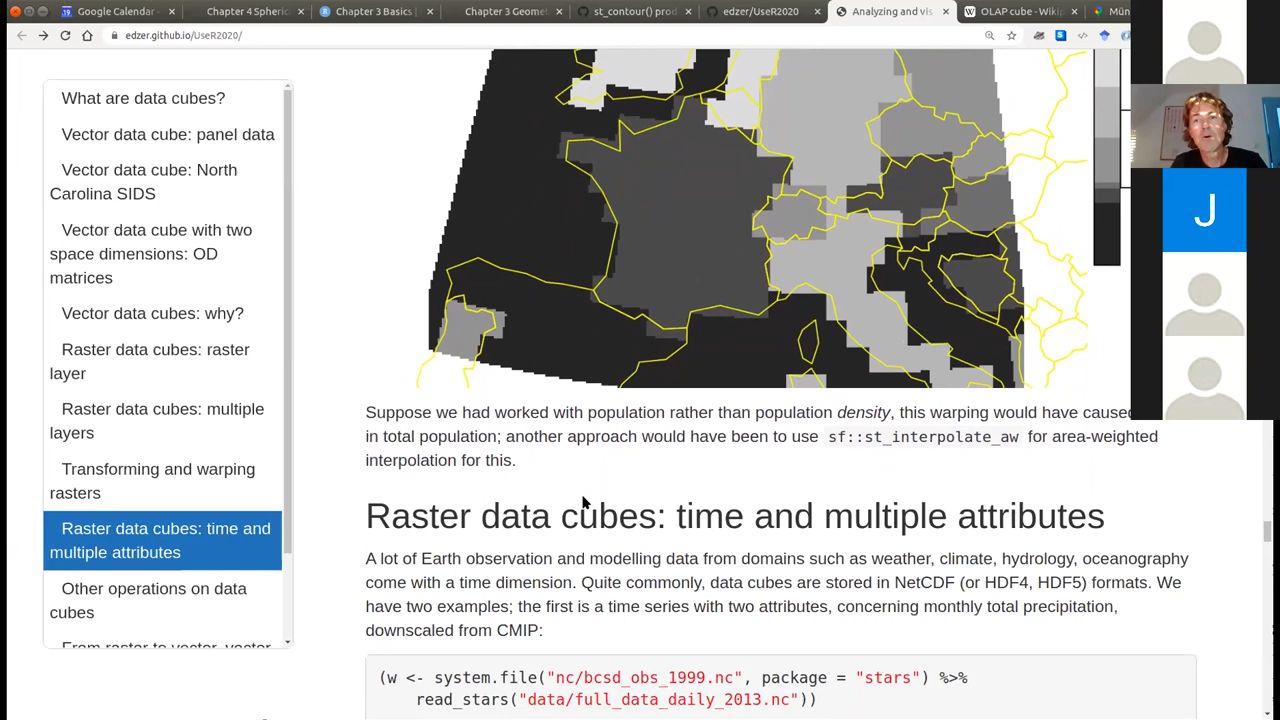 Google Calendar -
Chapter 4 Spheric
Chapter 3 Basics |
Chapter 3 Geomet
st_contour() prod
edzer/UseR2020
Analyzing and vis
OLAP cube - Wikip
Mün
edzer.github.io/UseR2020/
What are data cubes?
Vector data cube: panel data
Vector data cube: North
Carolina SIDS
Vector data cube with two
space dimensions: OD
matrices
Vector data cubes: why?
Raster data cubes: raster
layer
Raster data cubes: multiple
layers
Transforming and warping
rasters
Raster data cubes: time and
multiple attributes
Other operations on data
cubes
From raster to vector, vector
Suppose we had worked with population rather than population density, this warping would have caused
in total population; another approach would have been to use sf::st_interpolate_aw for area-weighted
interpolation for this.
Raster data cubes: time and multiple attributes
A lot of Earth observation and modelling data from domains such as weather, climate, hydrology, oceanography
come with a time dimension. Quite commonly, data cubes are stored in NetCDF (or HDF4, HDF5) formats. We
have two examples; the first is a time series with two attributes, concerning monthly total precipitation,
downscaled from CMIP:
(w <- system.file("nc/bcsd_obs_1999.nc", package = "stars") %>%
read_stars("data/full_data_daily_2013.nc"))
J